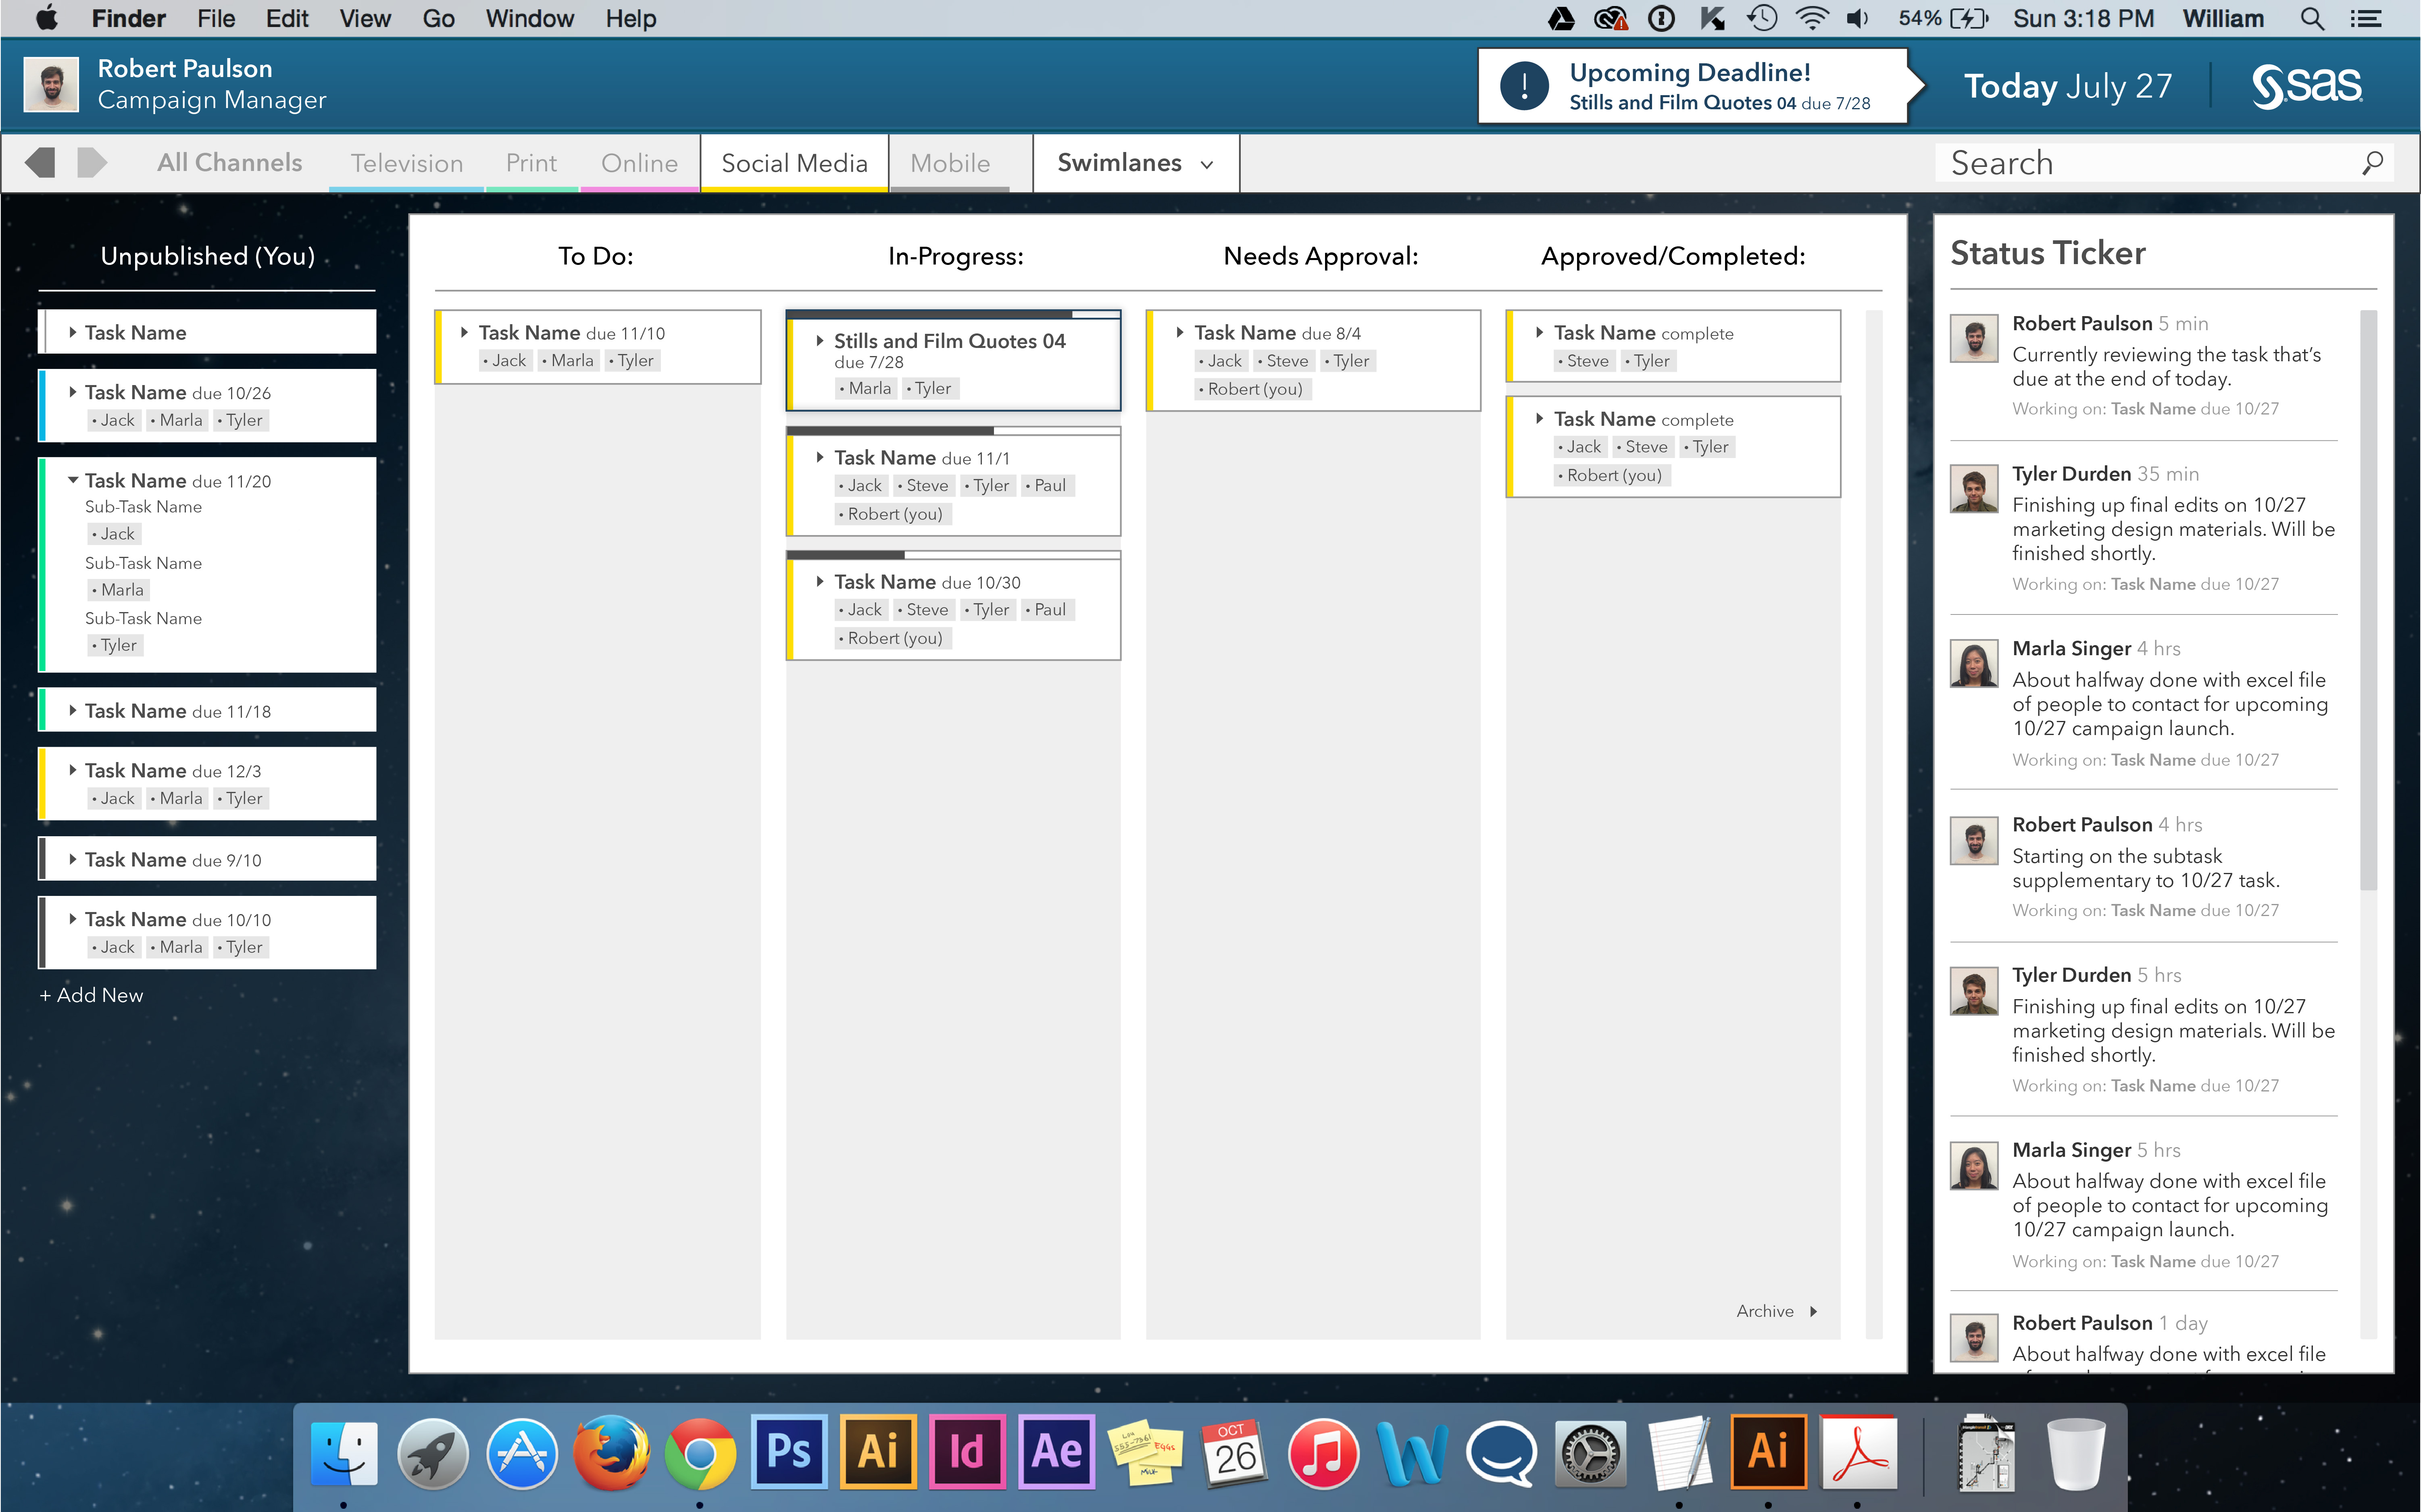 Finder File Edit View Go Window Help
54% Sun 3:18 PM William
Robert Paulson
Campaign Manager
Upcoming Deadline!
Stills and Film Quotes 04 due 7/28
Today July 27
sas
All Channels Television Print Online Social Media Mobile Swimlanes
Search
Unpublished (You)
Task Name
Task Name due 10/26
• Jack • Marla • Tyler
Task Name due 11/20
Sub-Task Name
• Jack
Sub-Task Name
• Marla
Sub-Task Name
• Tyler
Task Name due 11/18
Task Name due 12/3
• Jack • Marla • Tyler
Task Name due 9/10
Task Name due 10/10
• Jack • Marla • Tyler
+ Add New
To Do:
Task Name due 11/10
• Jack • Marla • Tyler
In-Progress:
Stills and Film Quotes 04
due 7/28
• Marla • Tyler
Task Name due 11/1
• Jack • Steve • Tyler • Paul
• Robert (you)
Task Name due 10/30
• Jack • Steve • Tyler • Paul
• Robert (you)
Needs Approval:
Task Name due 8/4
• Jack • Steve • Tyler
• Robert (you)
Approved/Completed:
Task Name complete
• Steve • Tyler
Task Name complete
• Jack • Steve • Tyler
• Robert (you)
Archive
Status Ticker
Robert Paulson 5 min
Currently reviewing the task that's
due at the end of today.
Working on: Task Name due 10/27
Tyler Durden 35 min
Finishing up final edits on 10/27
marketing design materials. Will be
finished shortly.
Working on: Task Name due 10/27
Marla Singer 4 hrs
About halfway done with excel file
of people to contact for upcoming
10/27 campaign launch.
Working on: Task Name due 10/27
Robert Paulson 4 hrs
Starting on the subtask
supplementary to 10/27 task.
Working on: Task Name due 10/27
Tyler Durden 5 hrs
Finishing up final edits on 10/27
marketing design materials. Will be
finished shortly.
Working on: Task Name due 10/27
Marla Singer 5 hrs
About halfway done with excel file
of people to contact for upcoming
10/27 campaign launch.
Working on: Task Name due 10/27
Robert Paulson 1 day
About halfway done with excel file
Ps Ai Id Ae
EGGS
MILK
OCT
26
W
Ai